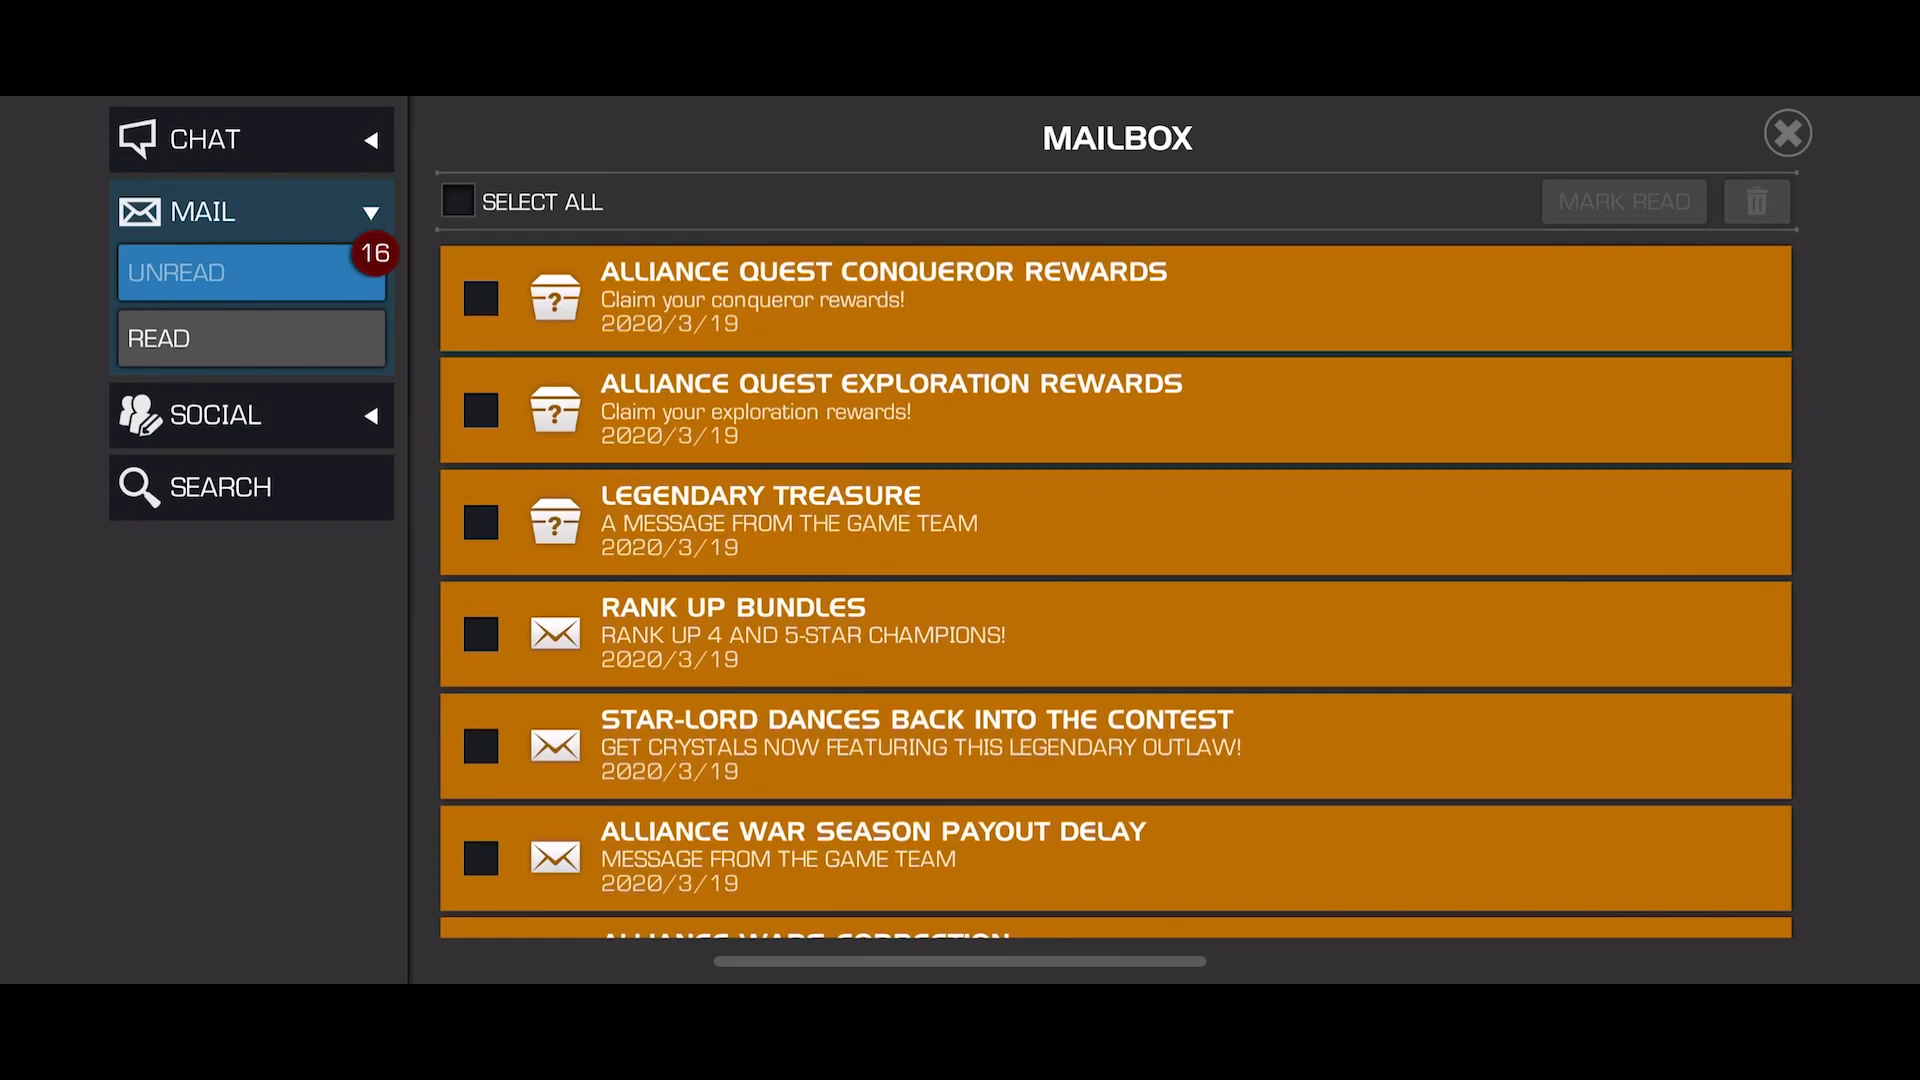 CHAT
MAIL
16
UNREAD
READ
SOCIAL
SEARCH
MAILBOX
SELECT ALL
MARK READ
ALLIANCE QUEST CONQUEROR REWARDS
Claim your conqueror rewards!
2020/3/19
ALLIANCE QUEST EXPLORATION REWARDS
Claim your exploration rewards!
2020/3/19
LEGENDARY TREASURE
A MESSAGE FROM THE GAME TEAM
2020/3/19
RANK UP BUNDLES
RANK UP 4 AND 5-STAR CHAMPIONS!
2020/3/19
STAR-LORD DANCES BACK INTO THE CONTEST
GET CRYSTALS NOW FEATURING THIS LEGENDARY OUTLAW!
2020/3/19
ALLIANCE WAR SEASON PAYOUT DELAY
MESSAGE FROM THE GAME TEAM
2020/3/19
ALLIANCE WARS CORRECTION